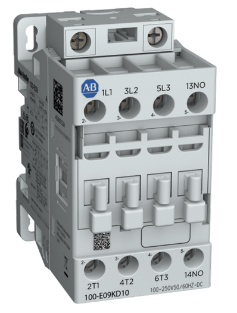 AB
1L1 3L2 5L3 13NO
2T1 4T2 6T3 14NO
100-E09KD10 100-250V50/60HZ-DC